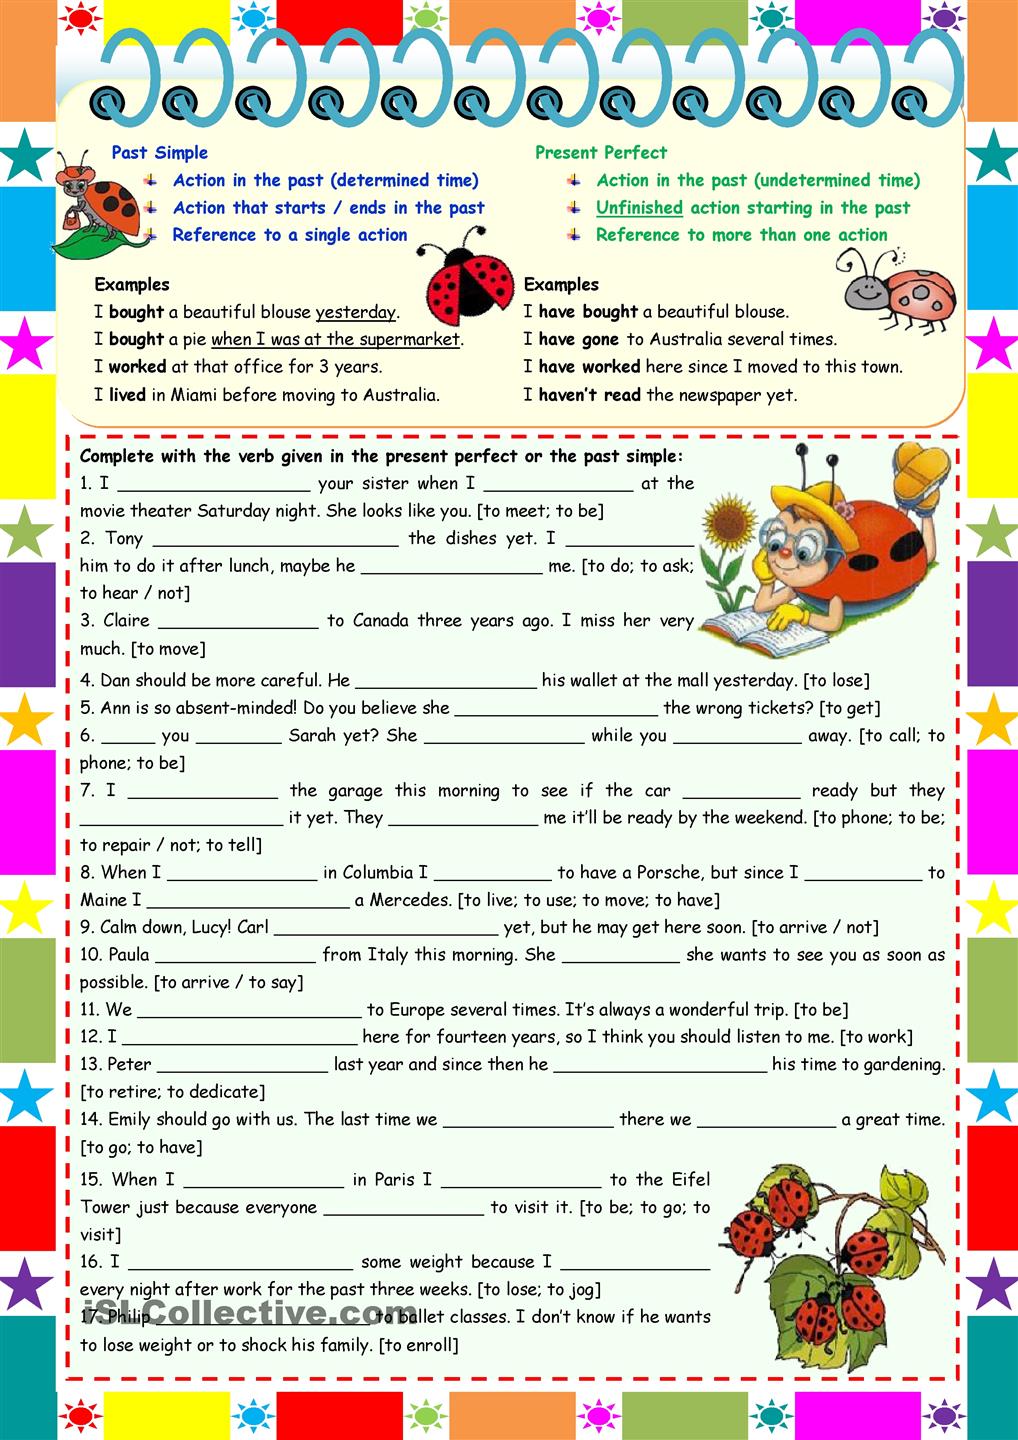 Past Simple
Action in the past (determined time)
Action that starts / ends in the past
Reference to a single action
Present Perfect
Action in the past (undetermined time)
Unfinished action starting in the past
Reference to more than one action
Examples
I bought a beautiful blouse yesterday.
I bought a pie when I was at the supermarket.
I worked at that office for 3 years.
I lived in Miami before moving to Australia.
Examples
I have bought a beautiful blouse.
I have gone to Australia several times.
I have worked here since I moved to this town.
I haven't read the newspaper yet.
Complete with the verb given in the present perfect or the past simple:
1. I __________________ your sister when I ______________ at the
movie theater Saturday night. She looks like you. [to meet; to be]
2. Tony _______________________ the dishes yet. I ____________
him to do it after lunch, maybe he _________________ me. [to do; to ask;
to hear / not]
3. Claire _______________ to Canada three years ago. I miss her very
much. [to move]
4. Dan should be more careful. He _________________ his wallet at the mall yesterday. [to lose]
5. Ann is so absent-minded! Do you believe she ___________________ the wrong tickets? [to get]
6. _____ you ________ Sarah yet? She _______________ while you ____________ away. [to call; to
phone; to be]
7. I ______________ the garage this morning to see if the car ___________ ready but they
___________________ it yet. They ______________ me it'll be ready by the weekend. [to phone; to be;
to repair / not; to tell]
8. When I ______________ in Columbia I ___________ to have a Porsche, but since I ___________ to
Maine I ___________________ a Mercedes. [to live; to use; to move; to have]
9. Calm down, Lucy! Carl _____________________ yet, but he may get here soon. [to arrive / not]
10. Paula _______________ from Italy this morning. She ___________ she wants to see you as soon as
possible. [to arrive / to say]
11. We _____________________ to Europe several times. It's always a wonderful trip. [to be]
12. I ______________________ here for fourteen years, so I think you should listen to me. [to work]
13. Peter ________________ last year and since then he ____________________ his time to gardening.
[to retire; to dedicate]
14. Emily should go with us. The last time we ________________ there we _____________ a great time.
[to go; to have]
15. When I _______________ in Paris I _______________ to the Eifel
Tower just because everyone _______________ to visit it. [to be; to go; to
visit]
16. I _____________________ some weight because I ______________
every night after work for the past three weeks. [to lose; to jog]
17. Philip _____________________ to ballet classes. I don't know if he wants
to lose weight or to shock his family. [to enroll]
iSLCollective.com